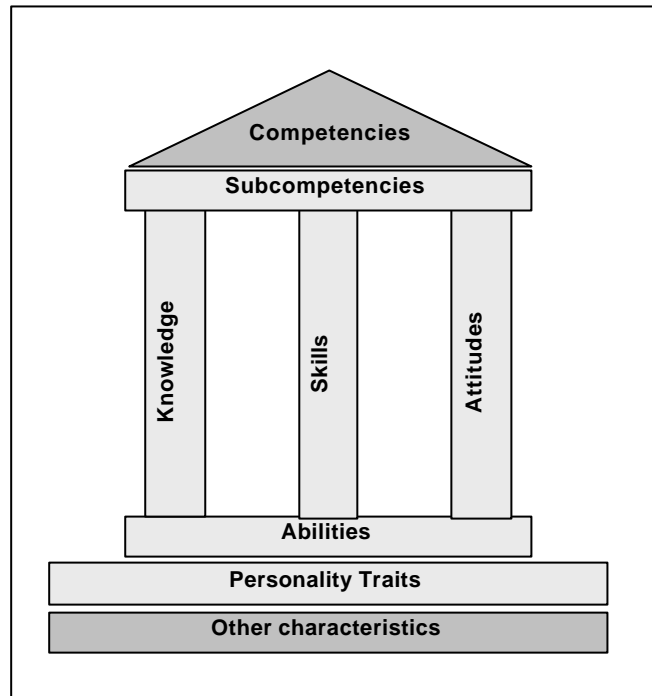 Competencies
Subcompetencies
Knowledge
Skills
Attitudes
Abilities
Personality Traits
Other characteristics